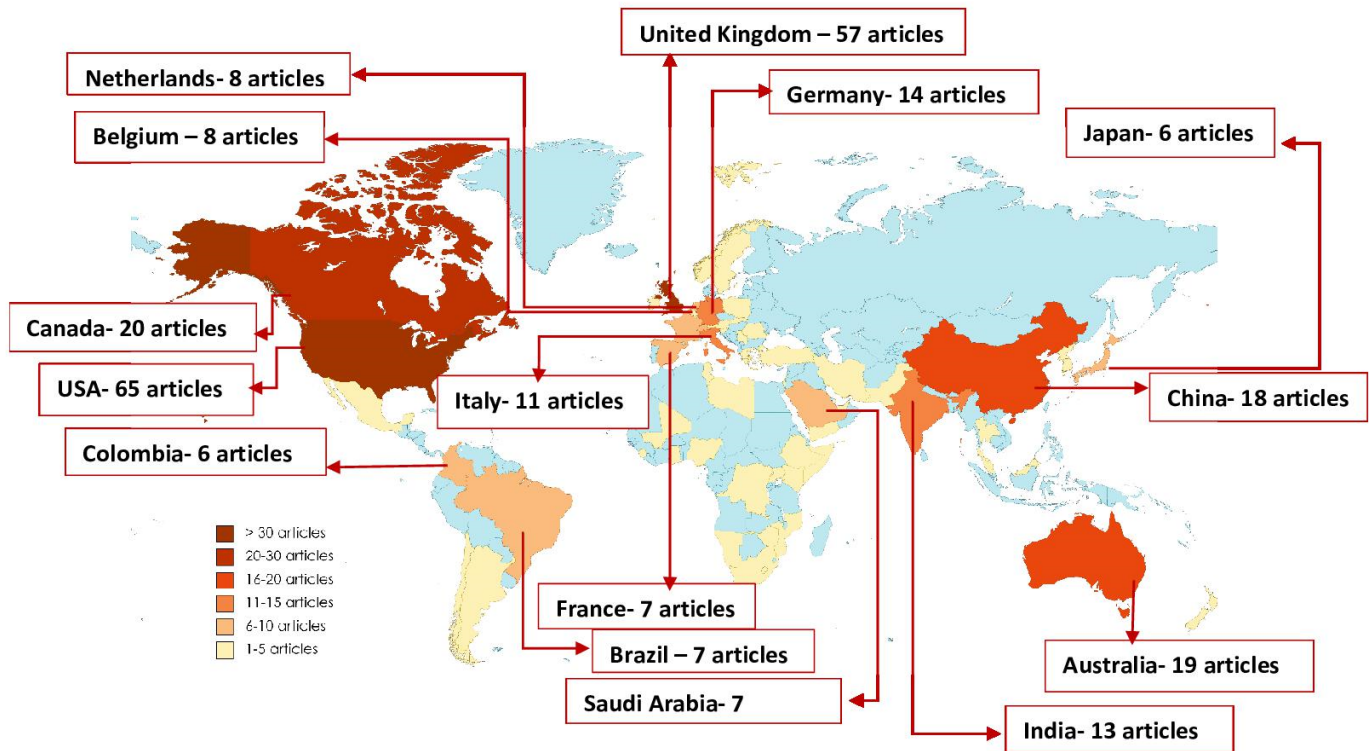 United Kingdom – 57 articles
Netherlands- 8 articles
Germany- 14 articles
Belgium – 8 articles
Japan- 6 articles
Canada- 20 articles
USA- 65 articles
Italy- 11 articles
China- 18 articles
Colombia- 6 articles
> 30 articles
20-30 articles
16-20 articles
11-15 articles
6-10 articles
1-5 articles
France- 7 articles
Brazil – 7 articles
Australia- 19 articles
Saudi Arabia- 7
India- 13 articles